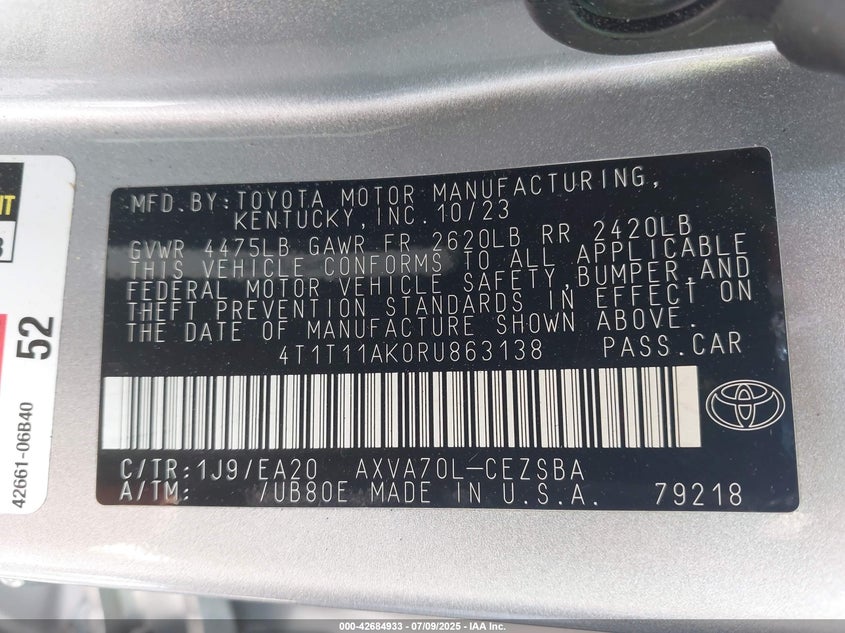 MFD.BY:TOYOTA MOTOR MANUFACTURING,
KENTUCKY,INC.10/23
GVWR 4475LB GAWR FR 2620LB RR 2420LB
THIS VEHICLE CONFORMS TO ALL APPLICABLE
FEDERAL MOTOR VEHICLE SAFETY,BUMPER,AND
THEFT PREVENTION STANDARDS IN EFFECT ON
THE DATE OF MANUFACTURE SHOWN ABOVE.
4T1T11AK0RU863138 PASS.CAR
C/TR:1J9/EA20 AXVA70L-CEZSBA
A/TM: /UB80E MADE IN U.S.A. 79218
52
42661-06B40
000-42684933 / 07/09/2025 / IAA Inc.